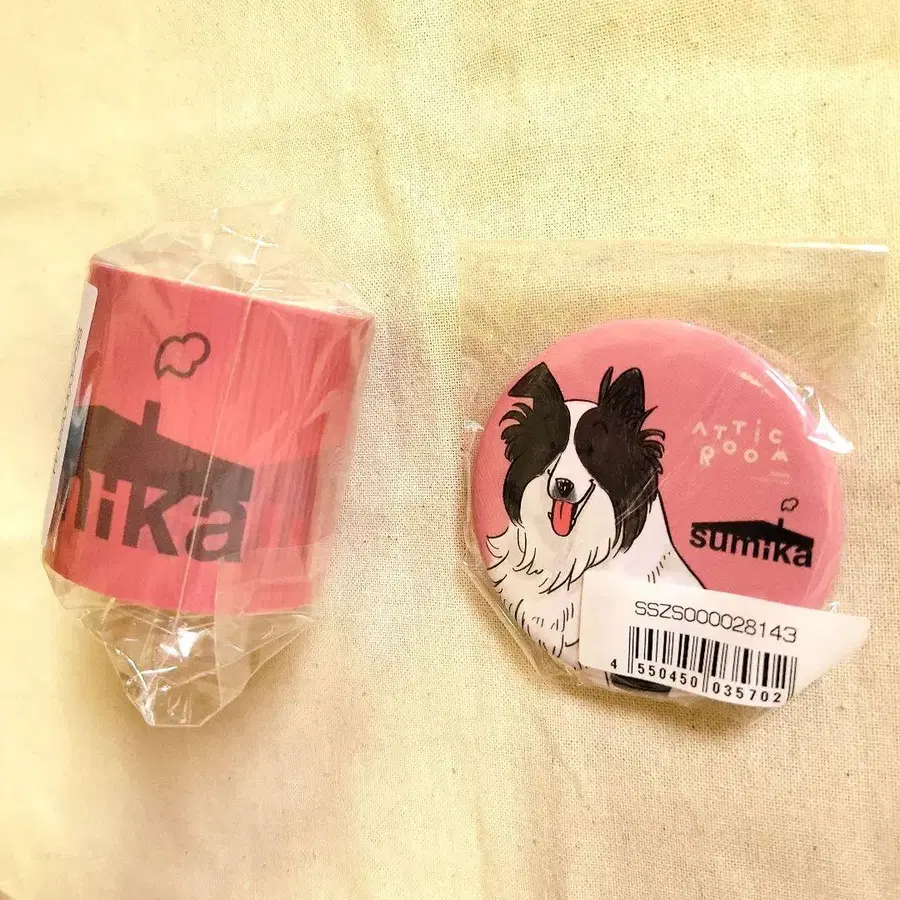 miKa
ATTiC
ROOM
sumika
SSZS000028143
4 550450 035702